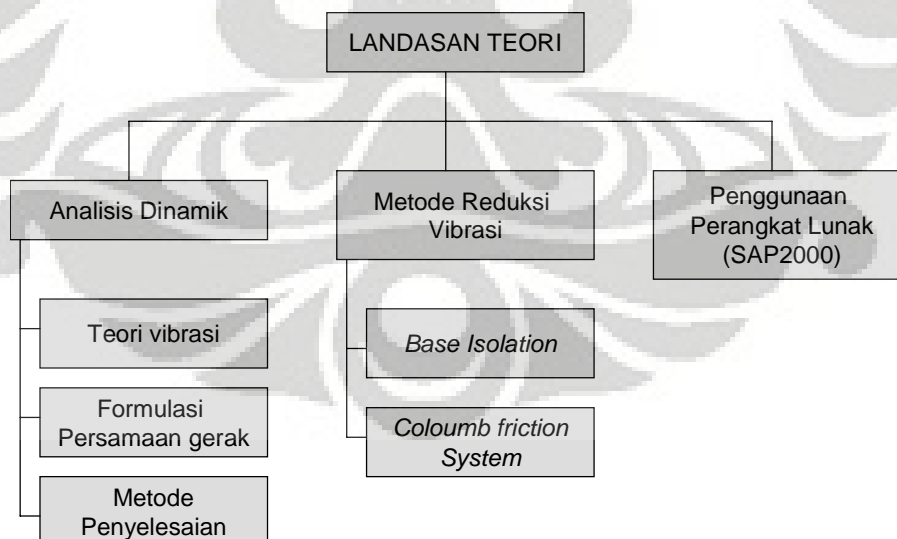 LANDASAN TEORI
Analisis Dinamik
Teori vibrasi
Formulasi
Persamaan gerak
Metode
Penyelesaian
Metode Reduksi
Vibrasi
Base Isolation
Coloumb friction
System
Penggunaan
Perangkat Lunak
(SAP2000)